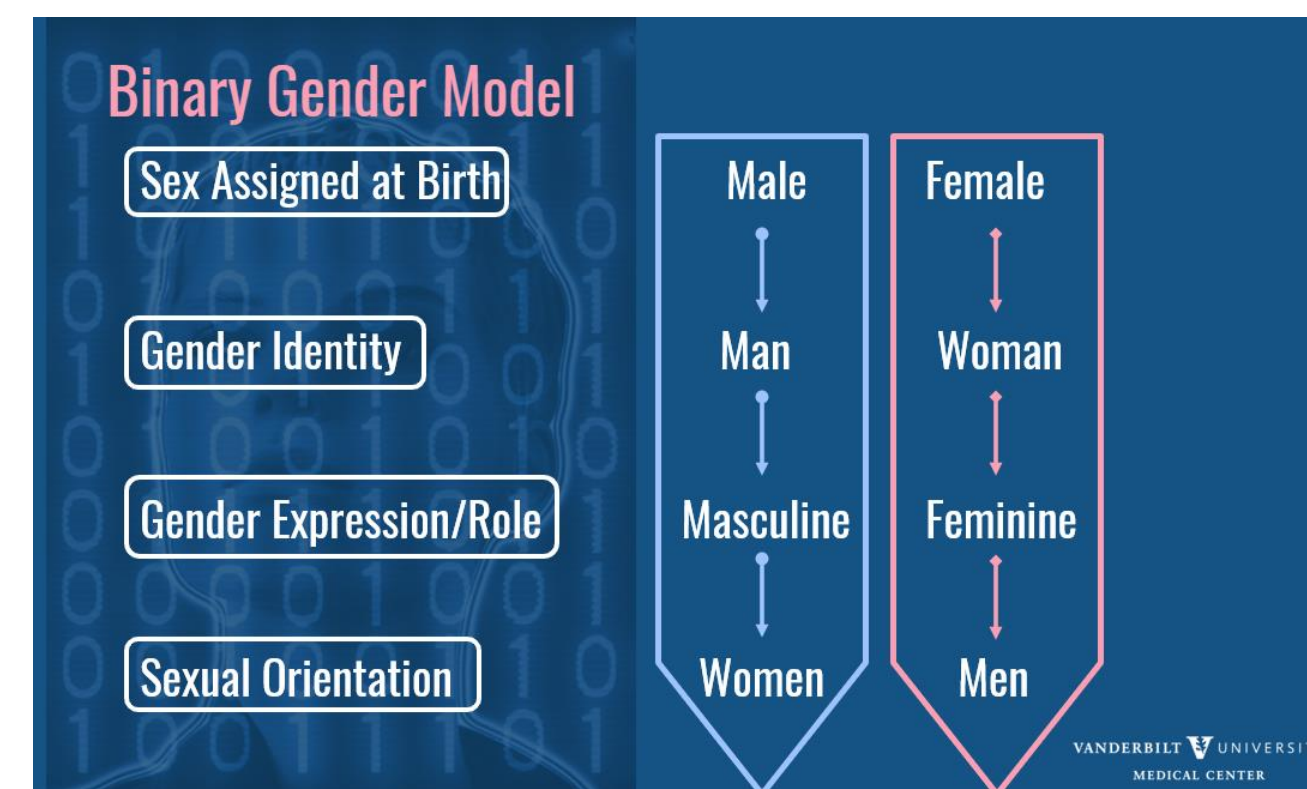 Binary Gender Model
Sex Assigned at Birth
Male
Female
Gender Identity
Man
Woman
Gender Expression/Role
Masculine
Feminine
Sexual Orientation
Women
Men
VANDERBILT UNIVERSI
MEDICAL CENTER